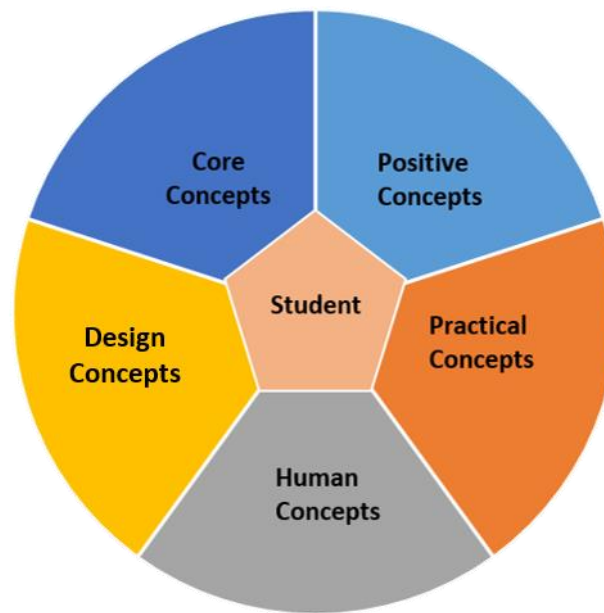 Core
Concepts
Positive
Concepts
Student
Design
Concepts
Practical
Concepts
Human
Concepts